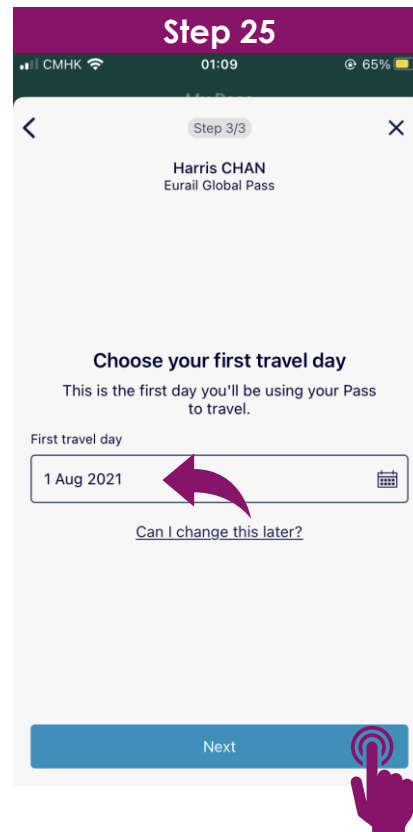 Step 25
CMHK 01:09 65%
Step 3/3
Harris CHAN
Eurail Global Pass
Choose your first travel day
This is the first day you'll be using your Pass
to travel.
First travel day
1 Aug 2021
Can I change this later?
Next